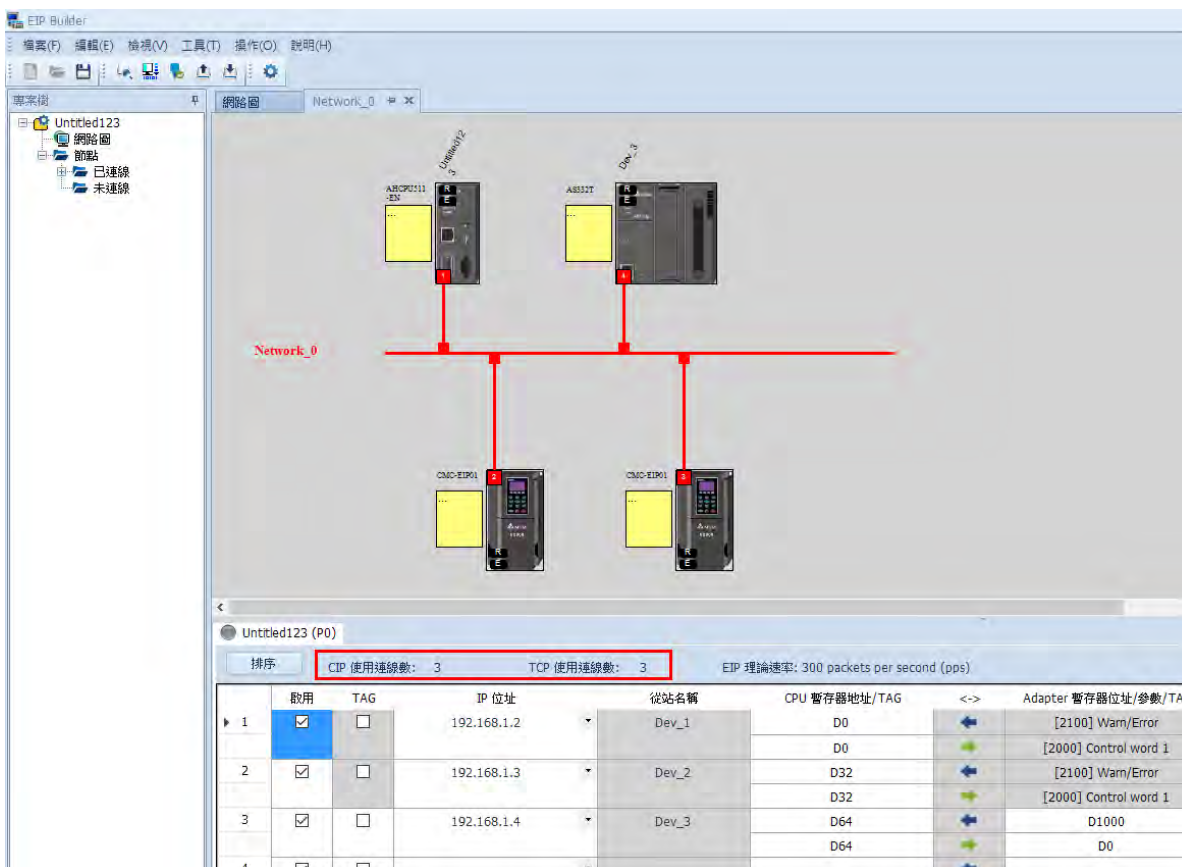 EIP Builder
檔案(F) 編輯(E) 檢視(V) 工具(T) 操作(O) 說明(H)
專案樹
Untitled123
網路圖
節點
已連線
未連線
網路圖 Network_0
Untitled12
3
Dev_3
AHCPU511
-EN
...
R
E
1
AS332T
...
R
E
4
Network_0
CMC-EIP01
...
2
R
E
CMC-EIP01
...
3
R
E
Untitled123 (P0)
排序 CIP 使用連線數: 3 TCP 使用連線數: 3 EIP 理論速率: 300 packets per second (pps)
啟用 TAG IP 位址 從站名稱 CPU 暫存器地址/TAG <-> Adapter 暫存器位址/參數/TA
1 192.168.1.2 Dev_1 D0 [2100] Warn/Error
D0 [2000] Control word 1
2 192.168.1.3 Dev_2 D32 [2100] Warn/Error
D32 [2000] Control word 1
3 192.168.1.4 Dev_3 D64 D1000
D64 D0